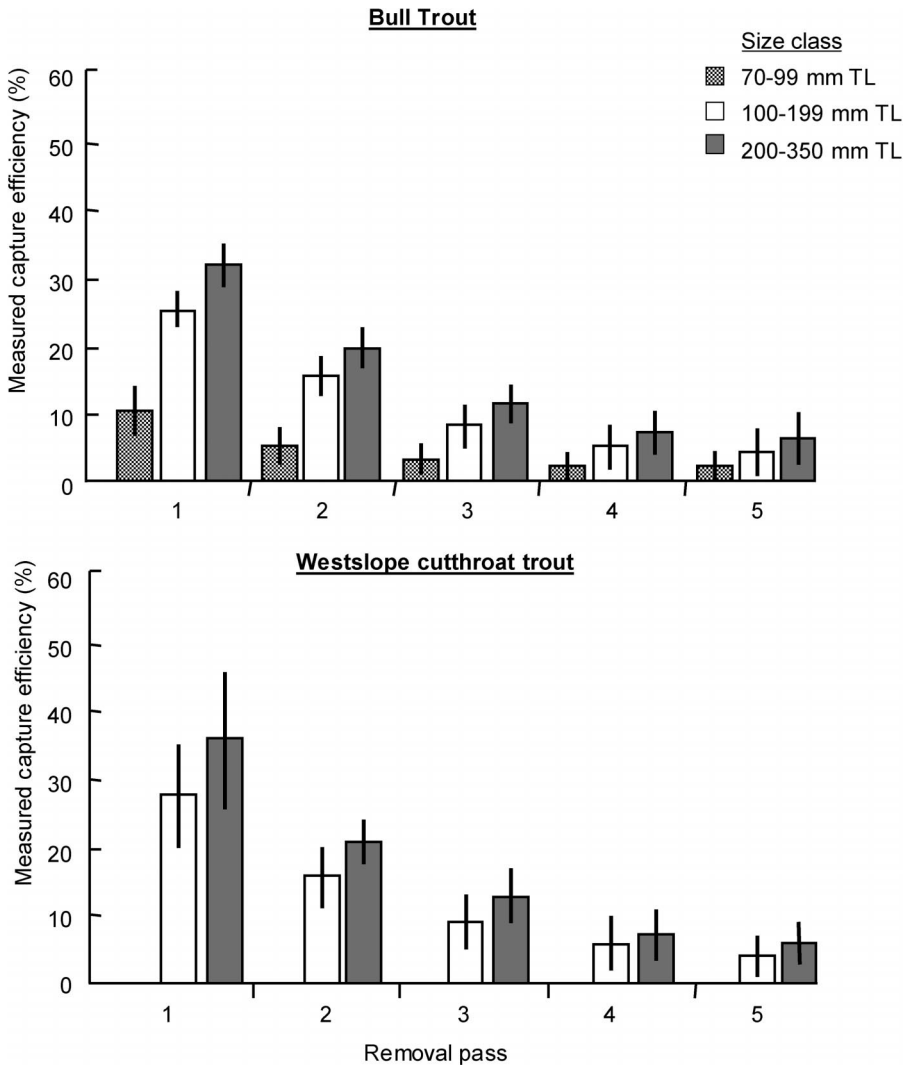 Bull Trout
Size class
70-99 mm TL
100-199 mm TL
200-350 mm TL
Measured capture efficiency (%)
60
50
40
30
20
10
0
1 2 3 4 5
Westslope cutthroat trout
Measured capture efficiency (%)
60
50
40
30
20
10
0
1 2 3 4 5
Removal pass